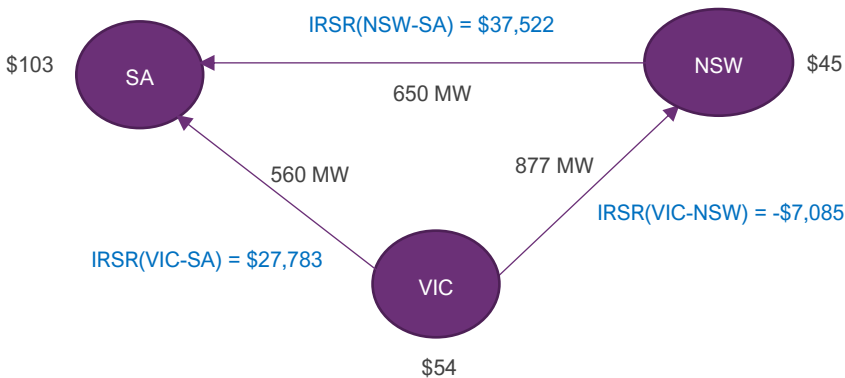 IRSR(NSW-SA) = $37,522
$103
SA
NSW
$45
650 MW
560 MW
877 MW
IRSR(VIC-NSW) = -$7,085
IRSR(VIC-SA) = $27,783
VIC
$54